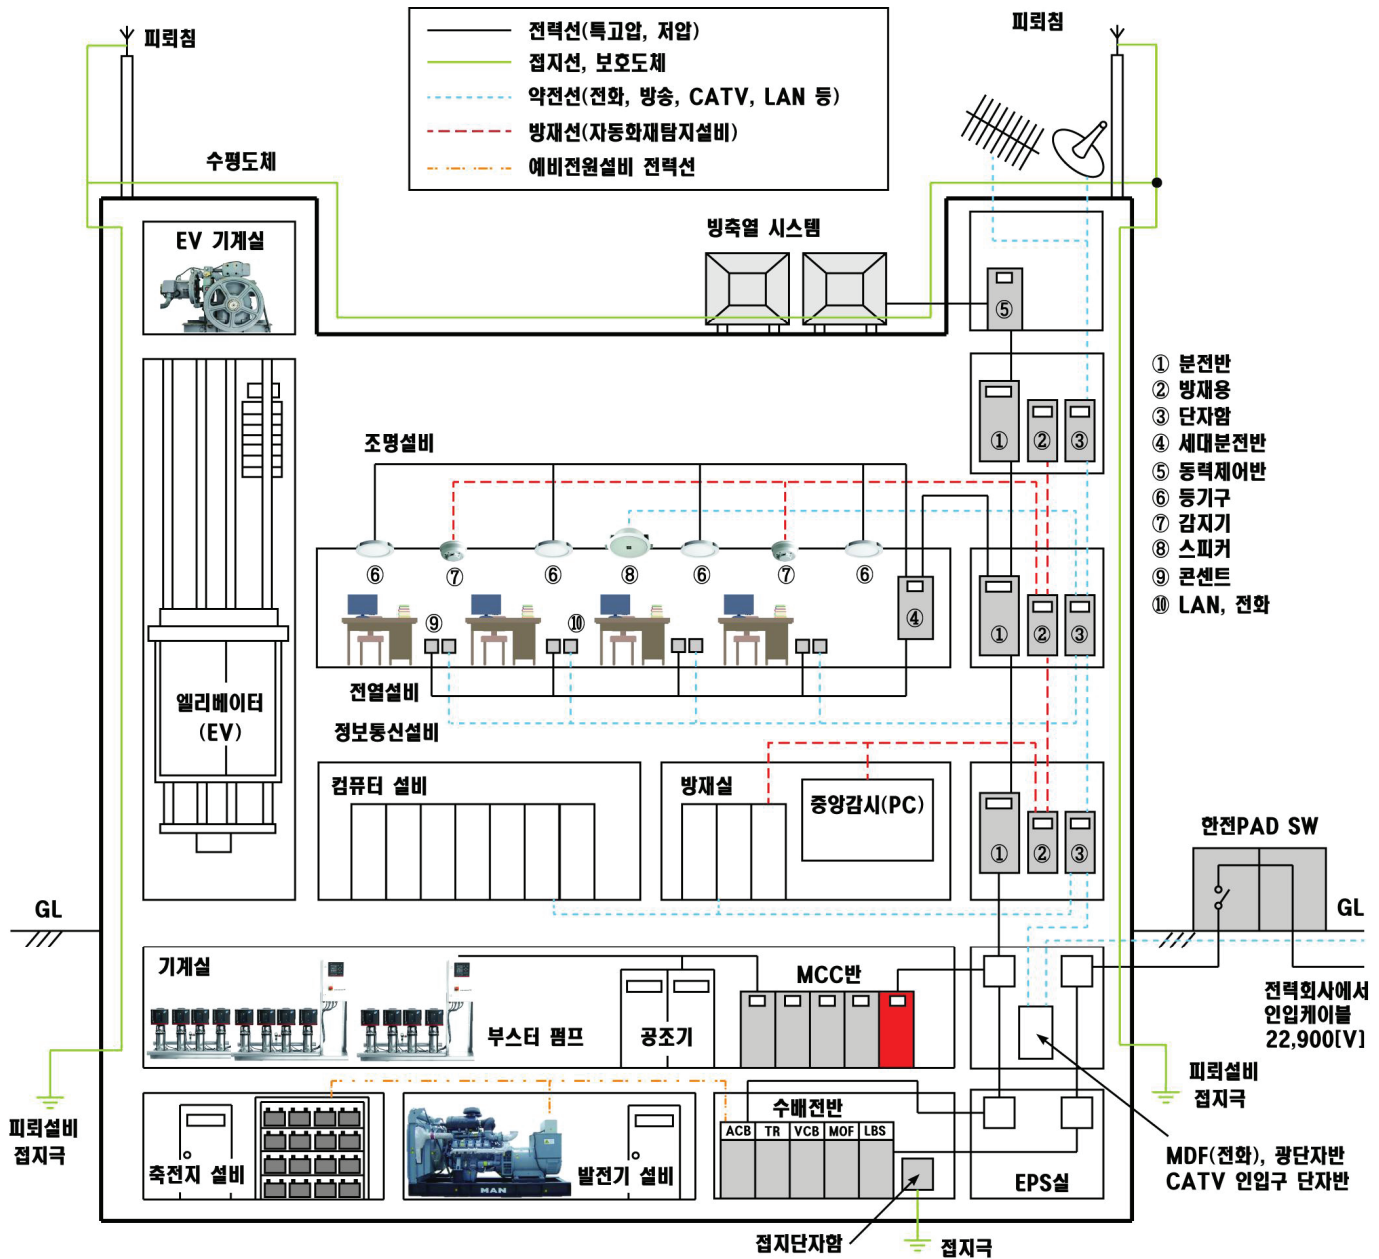 피뢰침
전력선(특고압, 저압)
접지선, 보호도체
약전선(전화, 방송, CATV, LAN 등)
방재선(자동화재탐지설비)
예비전원설비 전력선
피뢰침
수평도체
EV 기계실
빙축열 시스템
⑤
① 분전반
② 방재용
③ 단자함
④ 세대분전반
⑤ 동력제어반
⑥ 등기구
⑦ 감지기
⑧ 스피커
⑨ 콘센트
⑩ LAN, 전화
① ② ③
조명설비
⑥ ⑦ ⑥ ⑧ ⑥ ⑦ ⑥
④
① ② ③
⑨ ⑩
전열설비
정보통신설비
엘리베이터
(EV)
컴퓨터 설비
방재실
중앙감시(PC)
① ② ③
한전PAD SW
GL
GL
기계실
부스터 펌프
공조기
MCC반
전력회사에서
인입케이블
22,900[V]
피뢰설비
접지극
피뢰설비
접지극
축전지 설비
MAN
발전기 설비
수배전반
ACB TR VCB MOF LBS
EPS실
MDF(전화), 광단자반
CATV 인입구 단자반
접지단자함
접지극